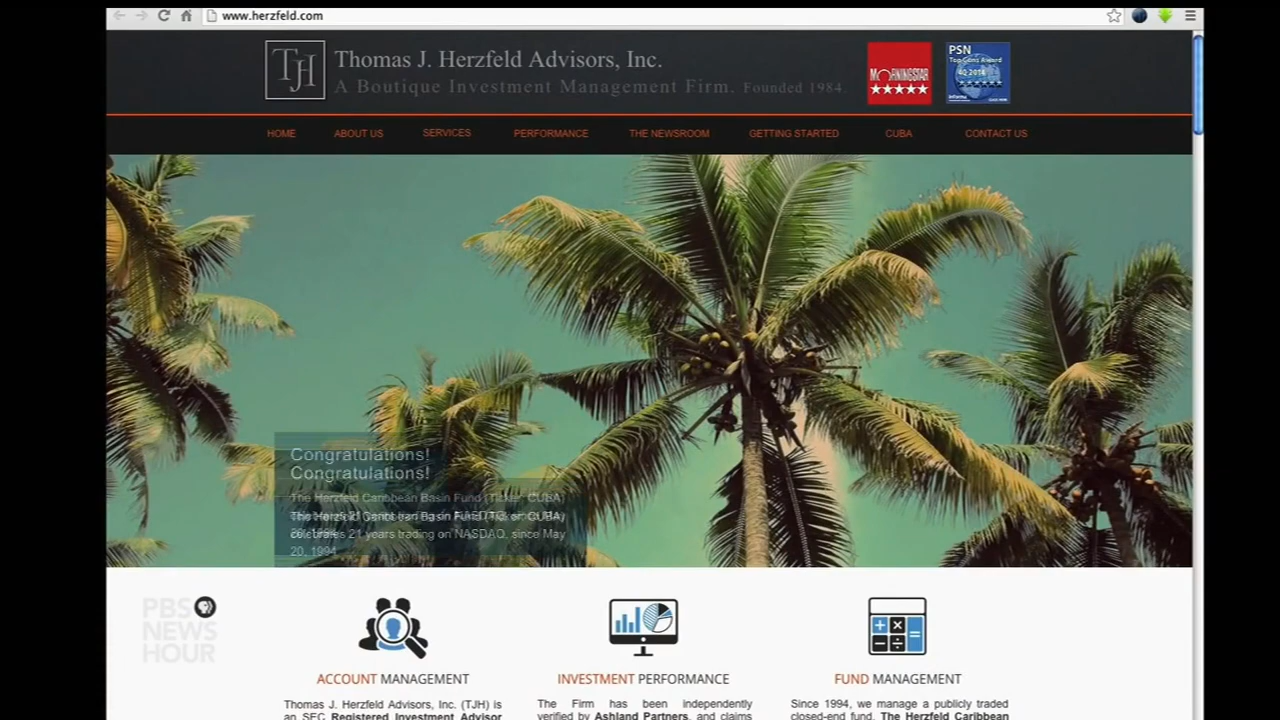 www.herzfeld.com
TJH
Thomas J. Herzfeld Advisors, Inc.
A Boutique Investment Management Firm. Founded 1984.
MORNINGSTAR
PSN
Top Guns Award
4Q 2014
HOME ABOUT US SERVICES PERFORMANCE THE NEWSROOM GETTING STARTED CUBA CONTACT US
Congratulations!
Congratulations!
The Herzfeld Caribbean Basin Fund (Ticker: CUBA)
The Herzfeld Caribbean Basin Fund (Ticker: CUBA)
celebrates 21 years trading on NASDAQ, since May
20, 1994
PBS
NEWS
HOUR
ACCOUNT MANAGEMENT
INVESTMENT PERFORMANCE
FUND MANAGEMENT
Thomas J. Herzfeld Advisors, Inc. (TJH) is
an SEC Registered Investment Advisor
The Firm has been independently
verified by Ashland Partners, and claims
Since 1994, we manage a publicly traded
closed-end fund, The Herzfeld Caribbean